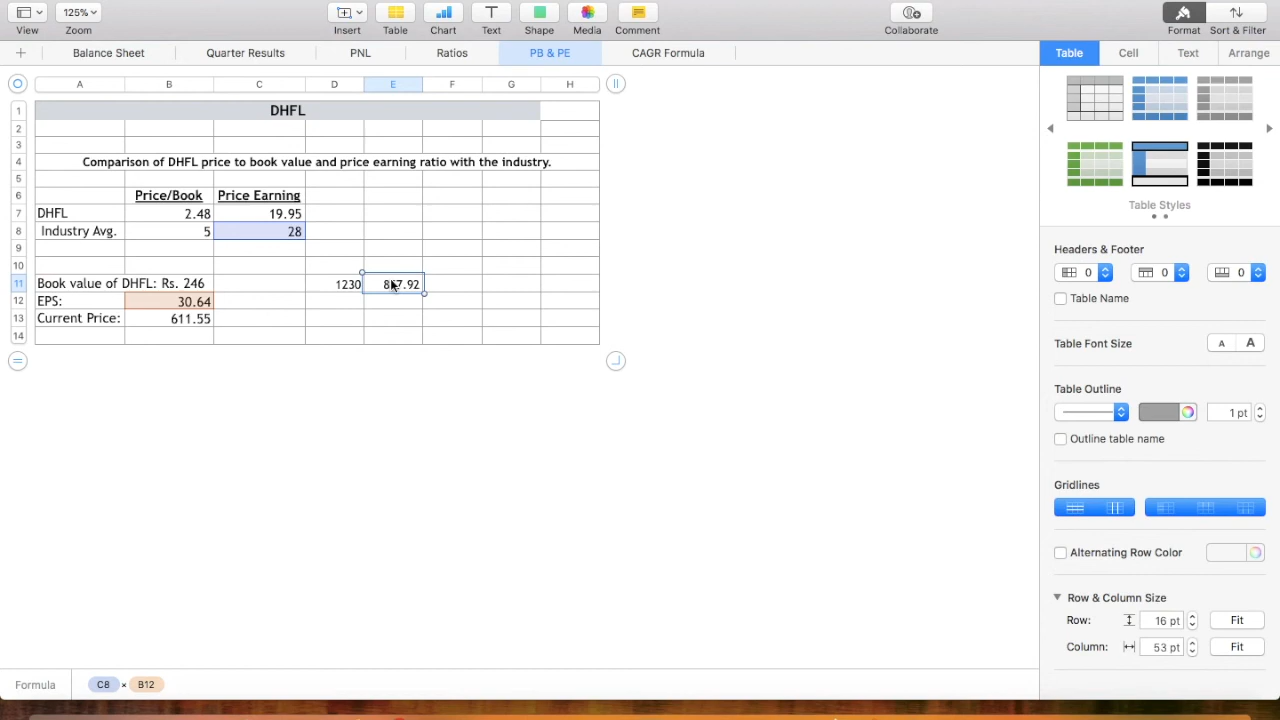 125%
View
Zoom
Insert
Table
Chart
Text
Shape
Media
Comment
Collaborate
Format
Sort & Filter
Balance Sheet
Quarter Results
PNL
Ratios
PB & PE
CAGR Formula
Table
Cell
Text
Arrange
A B C D E F G H
1 DHFL
2
3
4 Comparison of DHFL price to book value and price earning ratio with the industry.
5
6 Price/Book Price Earning
7 DHFL 2.48 19.95
8 Industry Avg. 5 28
9
10
11 Book value of DHFL: Rs. 246 1230
12 EPS: 30.64
13 Current Price: 611.55
14
Table Styles
Headers & Footer
0 0 0
Table Name
Table Font Size
A A
Table Outline
1 pt
Outline table name
Gridlines
Alternating Row Color
Row & Column Size
Row: 16 pt Fit
Column: 53 pt Fit
Formula C8 × B12